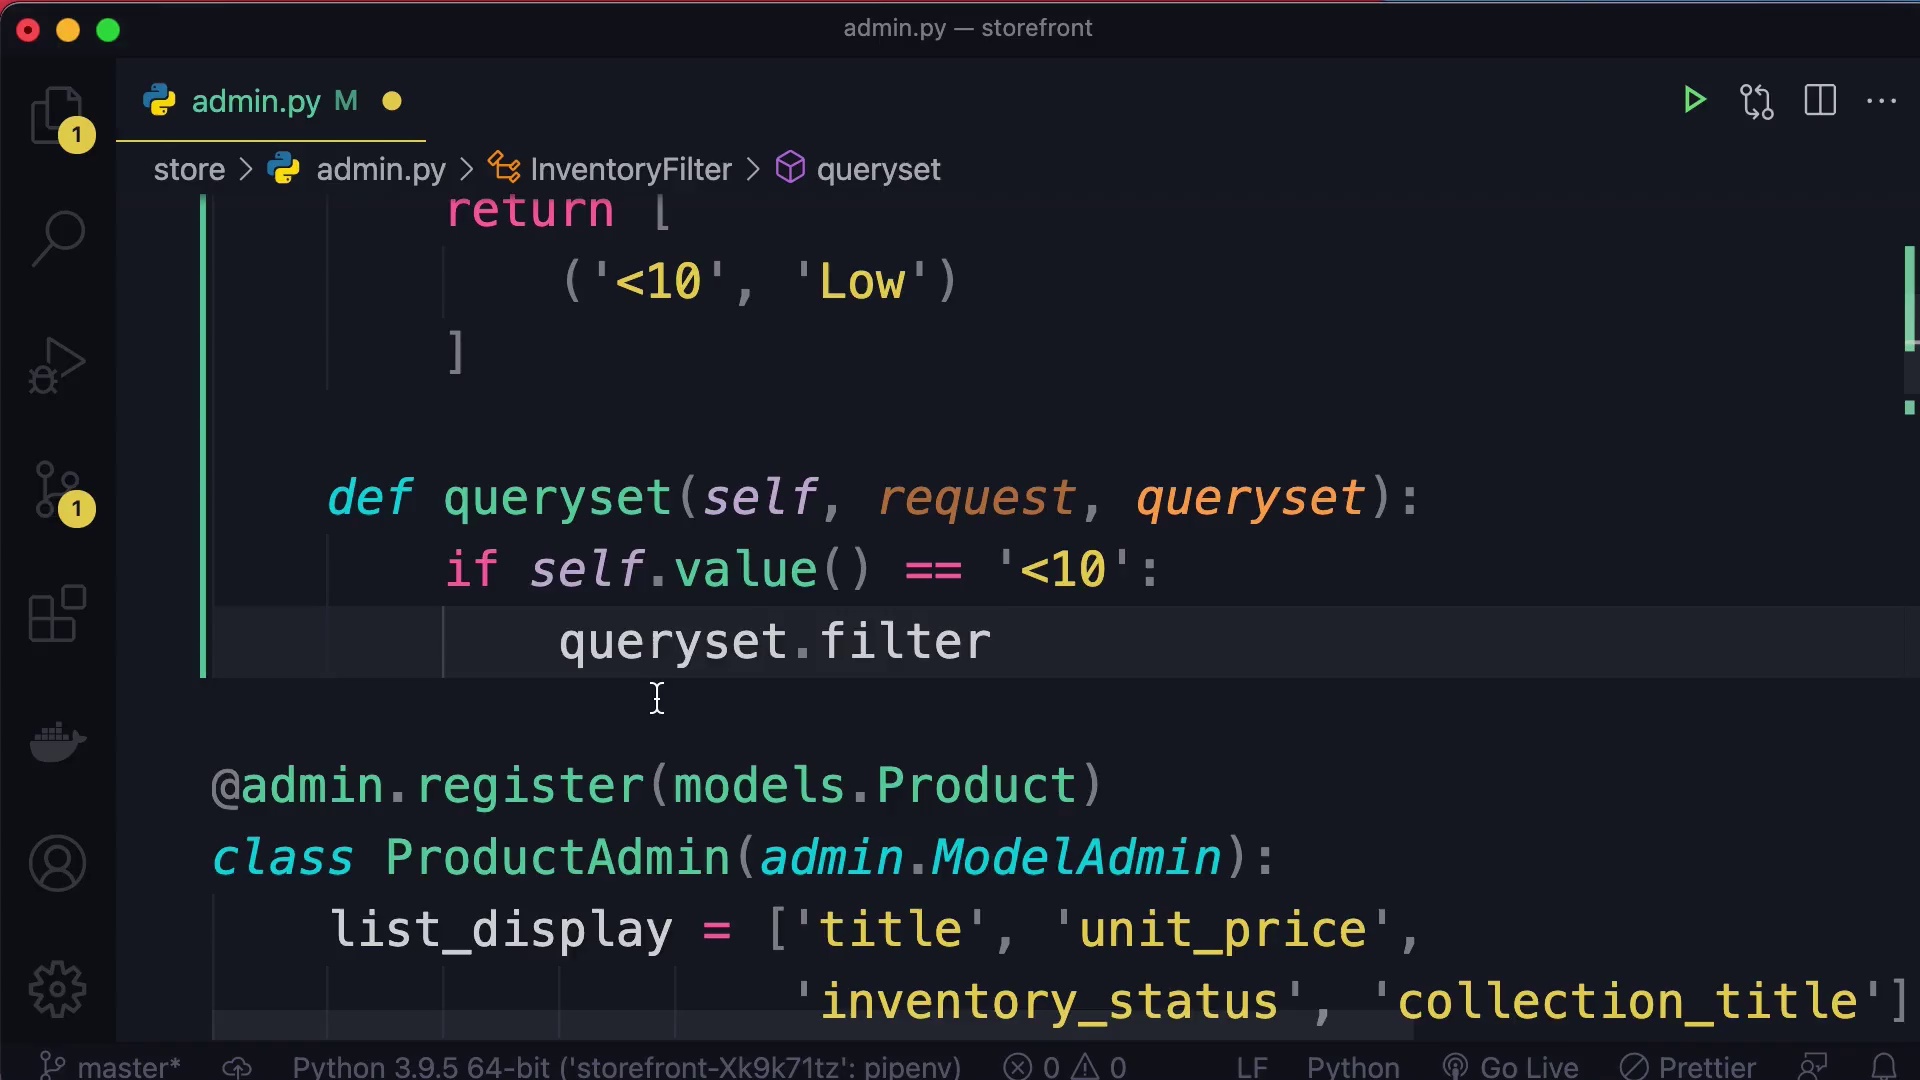 admin.py — storefront
admin.py M
1
store > admin.py > InventoryFilter > queryset
return [
('<10', 'Low')
]
def queryset(self, request, queryset):
if self.value() == '<10':
1
queryset.filter
@admin.register(models.Product)
class ProductAdmin(admin.ModelAdmin):
list_display = ['title', 'unit_price',
'inventory_status', 'collection_title']
master* Python 3.9.5 64-bit ('storefront-Xk9k71tz': pipenv) 0 0 LF Python Go Live Prettier